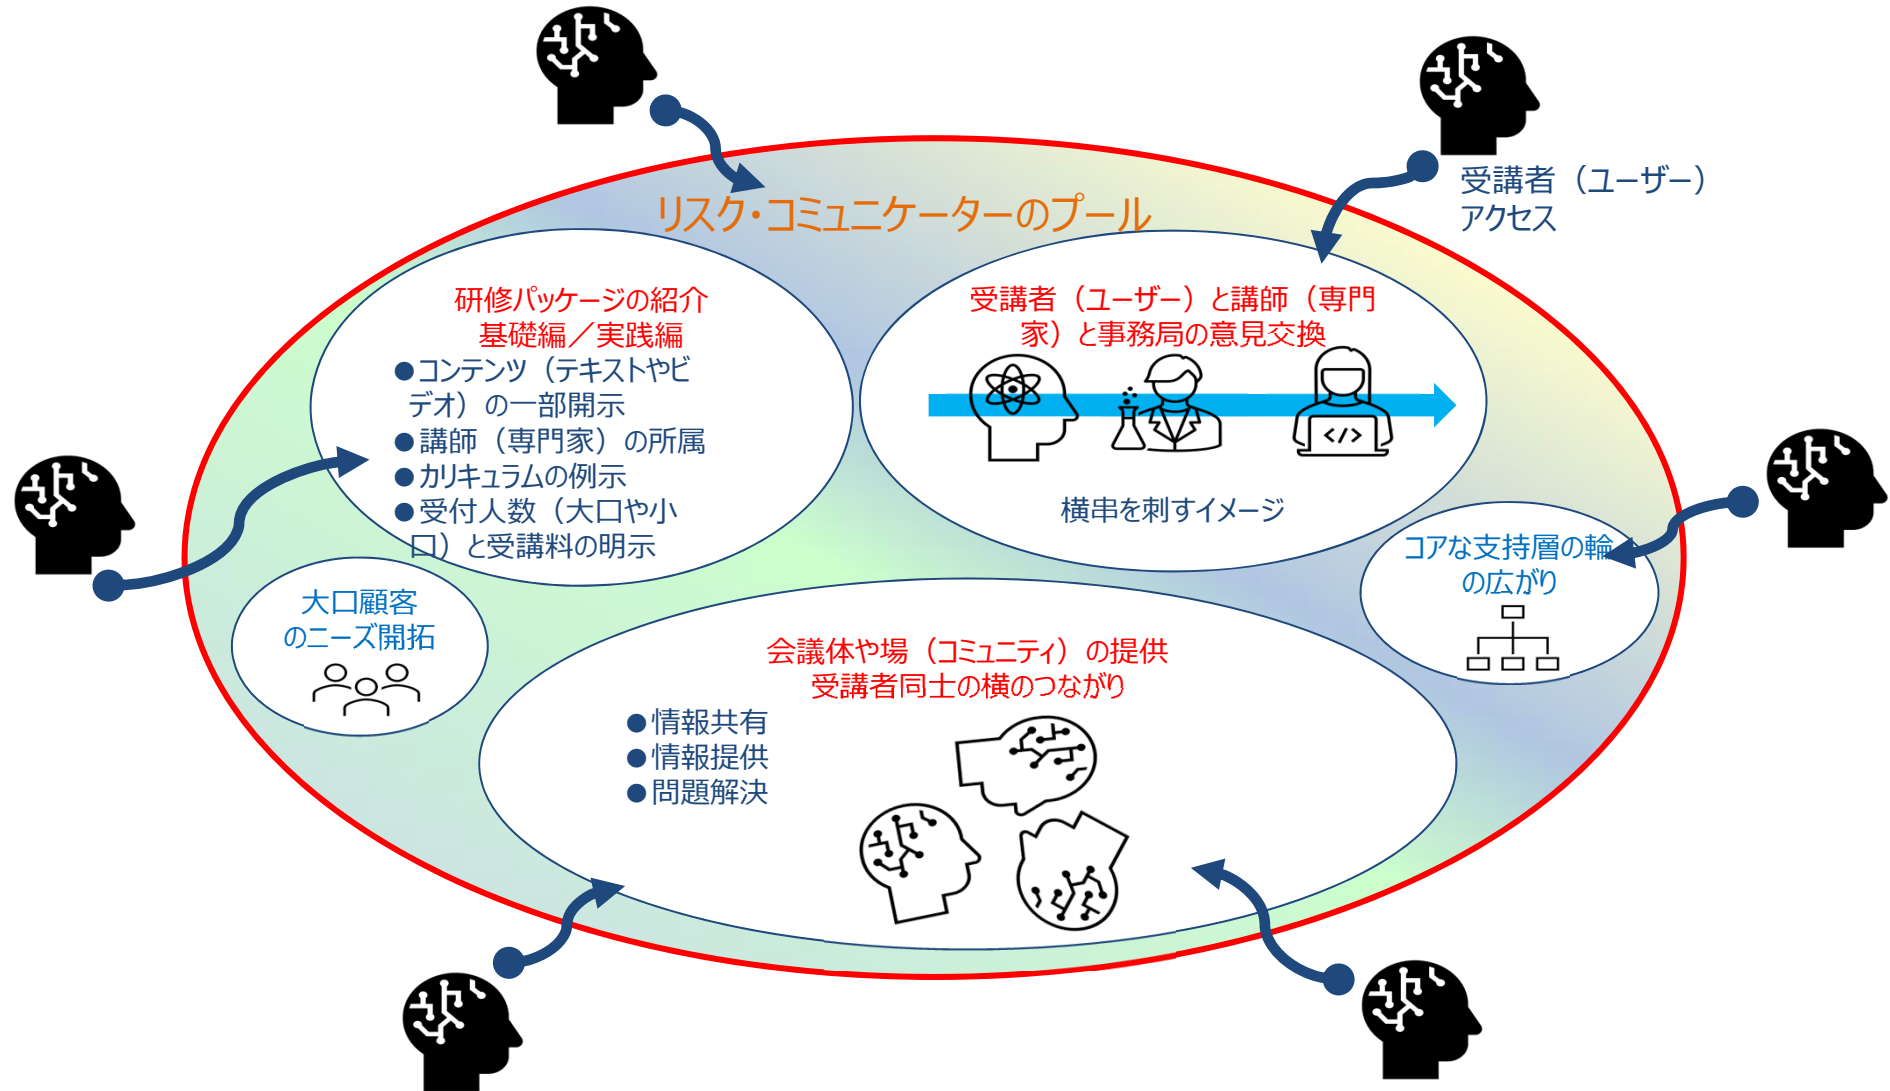 リスク・コミュニケーターのプール
受講者（ユーザー）
アクセス
研修パッケージの紹介
基礎編／実践編
●コンテンツ（テキストやビ
デオ）の一部開示
●講師（専門家）の所属
●カリキュラムの例示
●受付人数（大口や小
口）と受講料の明示
受講者（ユーザー）と講師（専門
家）と事務局の意見交換
</>
横串を刺すイメージ
コアな支持層の輪
の広がり
大口顧客
のニーズ開拓
会議体や場（コミュニティ）の提供
受講者同士の横のつながり
●情報共有
●情報提供
●問題解決